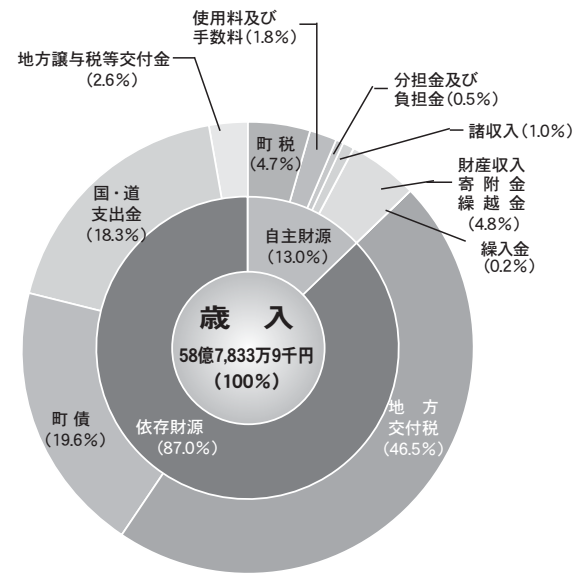 使用料及び
手数料（1.8%）
地方譲与税等交付金
（2.6%）
分担金及び
負担金（0.5%）
諸収入（1.0%）
町税
（4.7%）
財産収入
寄附金
繰越金
（4.8%）
繰入金
（0.2%）
国・道
支出金
（18.3%）
自主財源
（13.0%）
歳　入
58億7,833万9千円
（100%）
町債
（19.6%）
依存財源
（87.0%）
地　方
交付税
（46.5%）